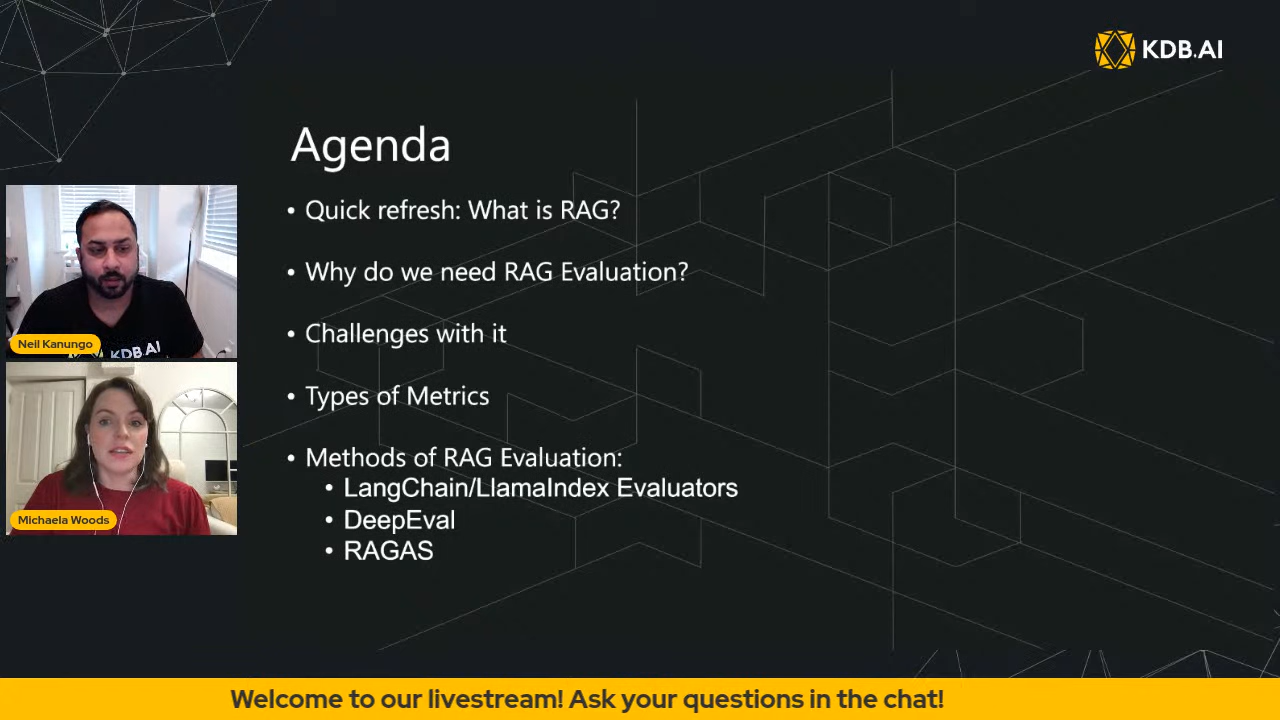 KDB.AI
Agenda
• Quick refresh: What is RAG?
• Why do we need RAG Evaluation?
• Challenges with it
• Types of Metrics
• Methods of RAG Evaluation:
• LangChain/LlamaIndex Evaluators
• DeepEval
• RAGAS
KDB.AI
Neil Kanungo
Michaela Woods
Welcome to our livestream! Ask your questions in the chat!